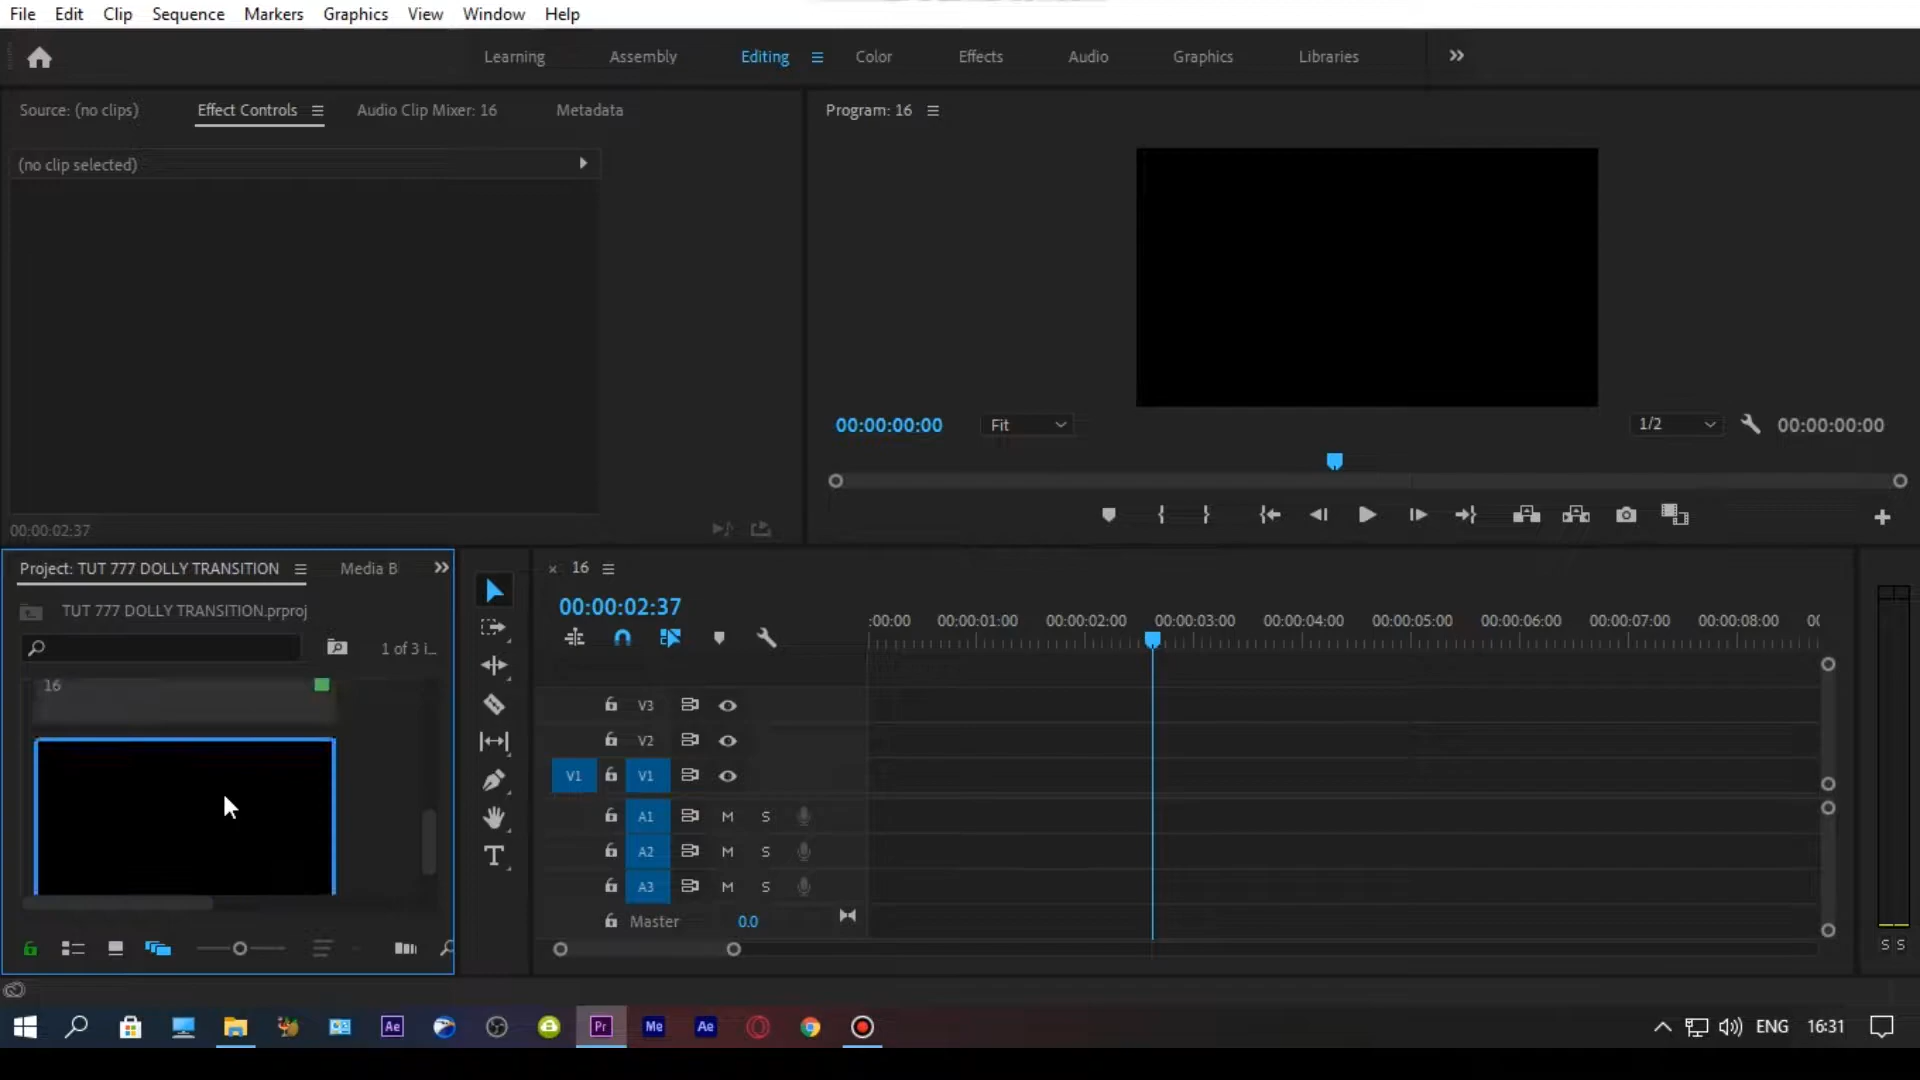 File Edit Clip Sequence Markers Graphics View Window Help
Learning Assembly Editing Color Effects Audio Graphics Libraries
Source: (no clips) Effect Controls Audio Clip Mixer: 16 Metadata
Program: 16
(no clip selected)
00:00:00:00 Fit 1/2 00:00:00:00
00:00:02:37
Project: TUT 777 DOLLY TRANSITION Media B
16
00:00:02:37
TUT 777 DOLLY TRANSITION.prproj
:00:00 00:00:01:00 00:00:02:00 00:00:03:00 00:00:04:00 00:00:05:00 00:00:06:00 00:00:07:00 00:00:08:00 00
1 of 3 i...
16
V3
V2
V1 V1
A1 M S
A2 M S
A3 M S
Master 0.0
S S
Ae Pr Me Ae ENG 16:31